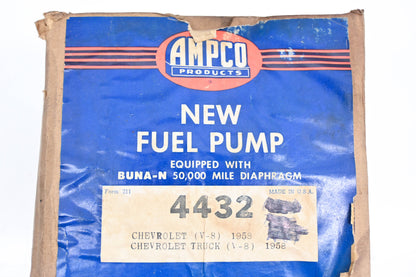 AMPCO
PRODUCTS
NEW
FUEL PUMP
EQUIPPED WITH
BUNA-N 50,000 MILE DIAPHRAGM
Form 211 MADE IN U.S.A.
4432
CHEVROLET (V-8) 1958
CHEVROLET TRUCK (V-8) 1958